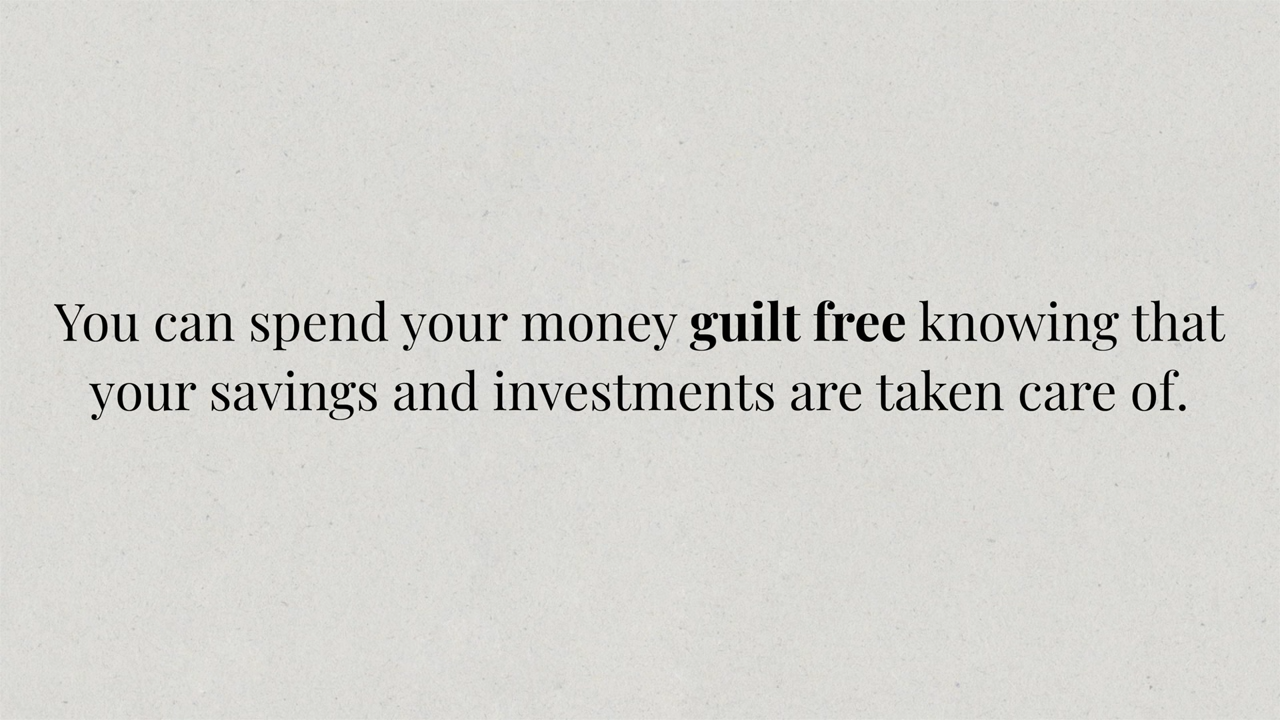 You can spend your money guilt free knowing that
your savings and investments are taken care of.